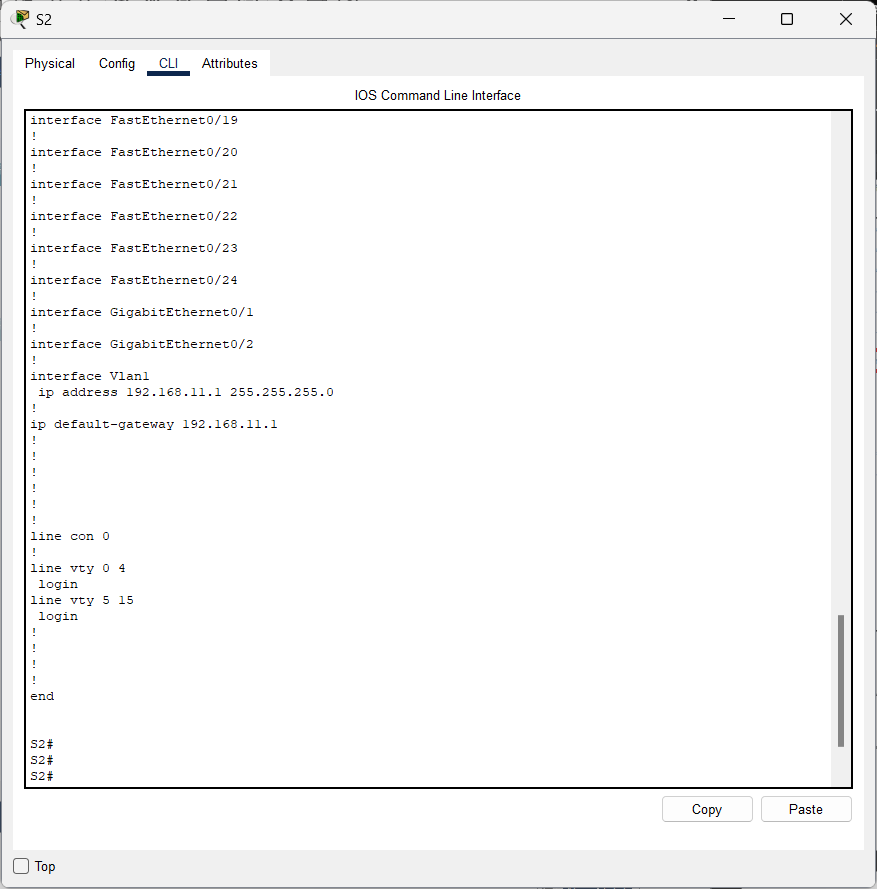 S2
Physical Config CLI Attributes
IOS Command Line Interface
interface FastEthernet0/19
!
interface FastEthernet0/20
!
interface FastEthernet0/21
!
interface FastEthernet0/22
!
interface FastEthernet0/23
!
interface FastEthernet0/24
!
interface GigabitEthernet0/1
!
interface GigabitEthernet0/2
!
interface Vlan1
 ip address 192.168.11.1 255.255.255.0
!
ip default-gateway 192.168.11.1
!
!
!
!
!
!
line con 0
!
line vty 0 4
 login
line vty 5 15
 login
!
!
!
!
end
S2#
S2#
S2#
Copy Paste
Top